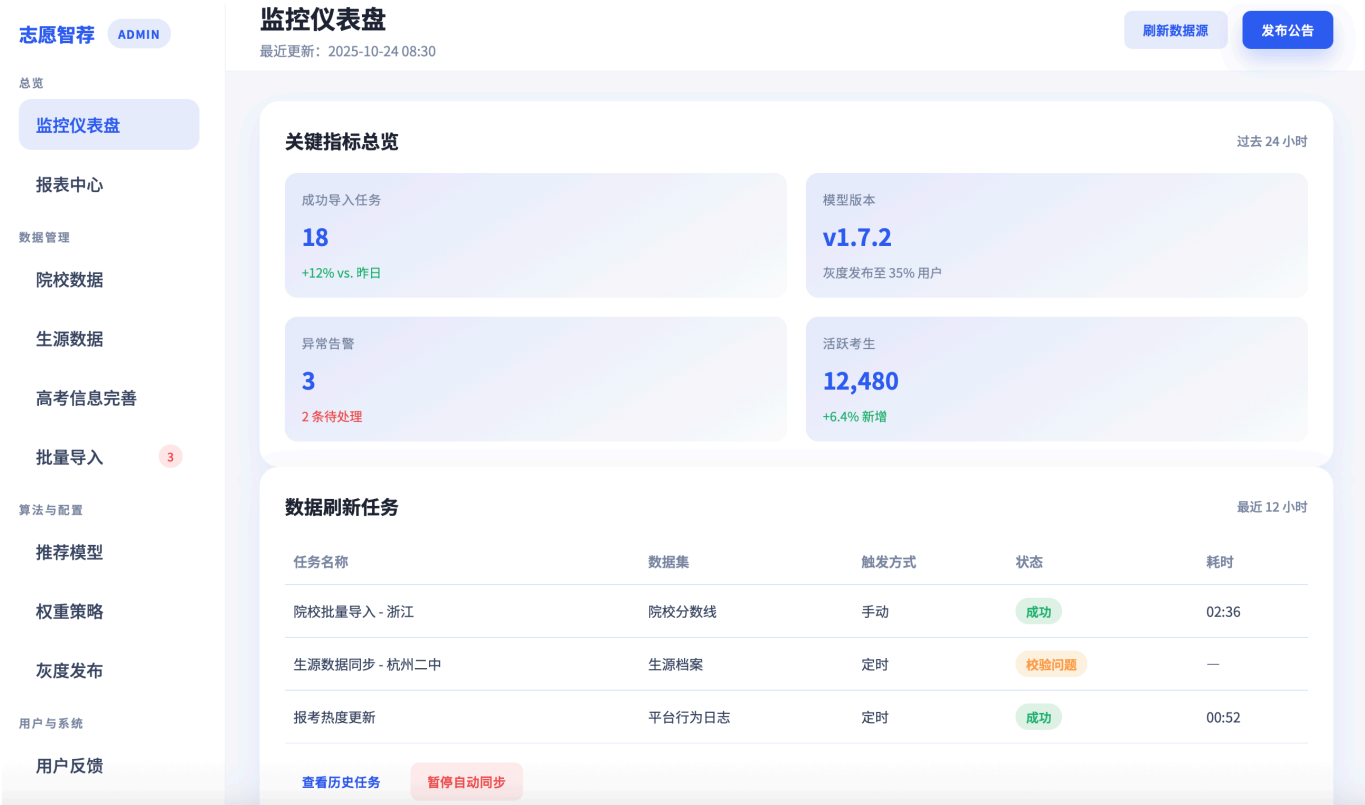 志愿智荐 ADMIN
总览
监控仪表盘
报表中心
数据管理
院校数据
生源数据
高考信息完善
批量导入 3
算法与配置
推荐模型
权重策略
灰度发布
用户与系统
用户反馈
监控仪表盘
最近更新：2025-10-24 08:30
刷新数据源 发布公告
关键指标总览 过去 24 小时
成功导入任务
18
+12% vs. 昨日
模型版本
v1.7.2
灰度发布至 35% 用户
异常告警
3
2 条待处理
活跃考生
12,480
+6.4% 新增
数据刷新任务 最近 12 小时
任务名称 数据集 触发方式 状态 耗时
院校批量导入 - 浙江 院校分数线 手动 成功 02:36
生源数据同步 - 杭州二中 生源档案 定时 校验问题 —
报考热度更新 平台行为日志 定时 成功 00:52
查看历史任务 暂停自动同步